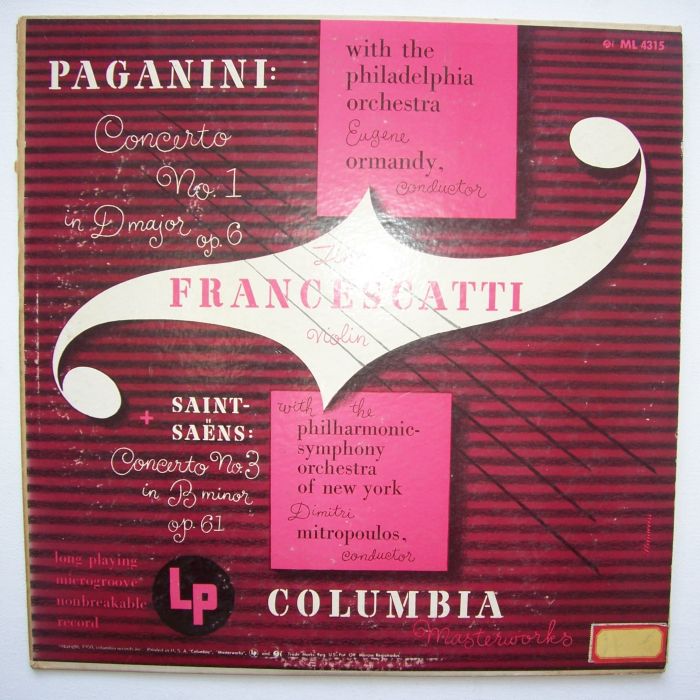 ML 4315
PAGANINI:
Concerto
No. 1
in D major
op. 6
with the
philadelphia
orchestra
Eugene
ormandy,
conductor
FRANCESCATTI
Violin
+ SAINT-
SAËNS:
Concerto No. 3
in B minor
op. 61
with the
philharmonic-
symphony
orchestra
of new york
Dimitri
mitropoulos,
conductor
long playing
microgroove
nonbreakable
record
LP
COLUMBIA
Masterworks